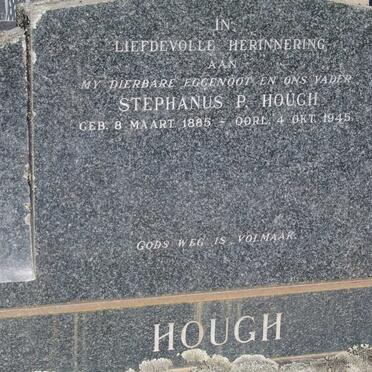 IN
LIEFDEVOLLE HERINNERING
AAN
MY DIERBARE EGGENOOT EN ONS VADER
STEPHANUS P. HOUGH
GEB. 8 MAART 1885 – OORL. 4 OKT. 1945.
GODS WEG IS VOLMAAK.
HOUGH